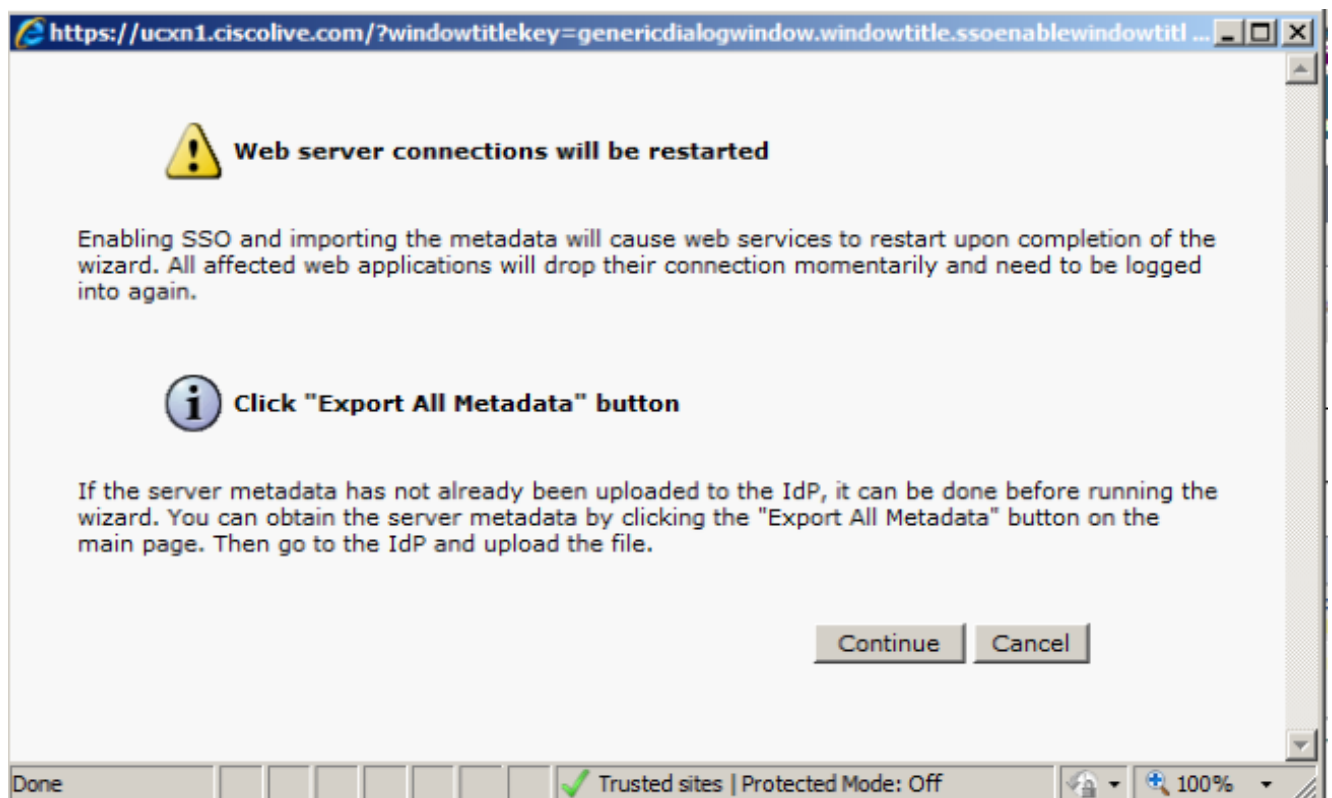 https://ucxn1.ciscolive.com/?windowtitlekey=genericdialogwindow.windowtitle.ssoenablewindowtitl ...
Web server connections will be restarted
Enabling SSO and importing the metadata will cause web services to restart upon completion of the
wizard. All affected web applications will drop their connection momentarily and need to be logged
into again.
Click "Export All Metadata" button
If the server metadata has not already been uploaded to the IdP, it can be done before running the
wizard. You can obtain the server metadata by clicking the "Export All Metadata" button on the
main page. Then go to the IdP and upload the file.
Continue Cancel
Done Trusted sites | Protected Mode: Off 100%